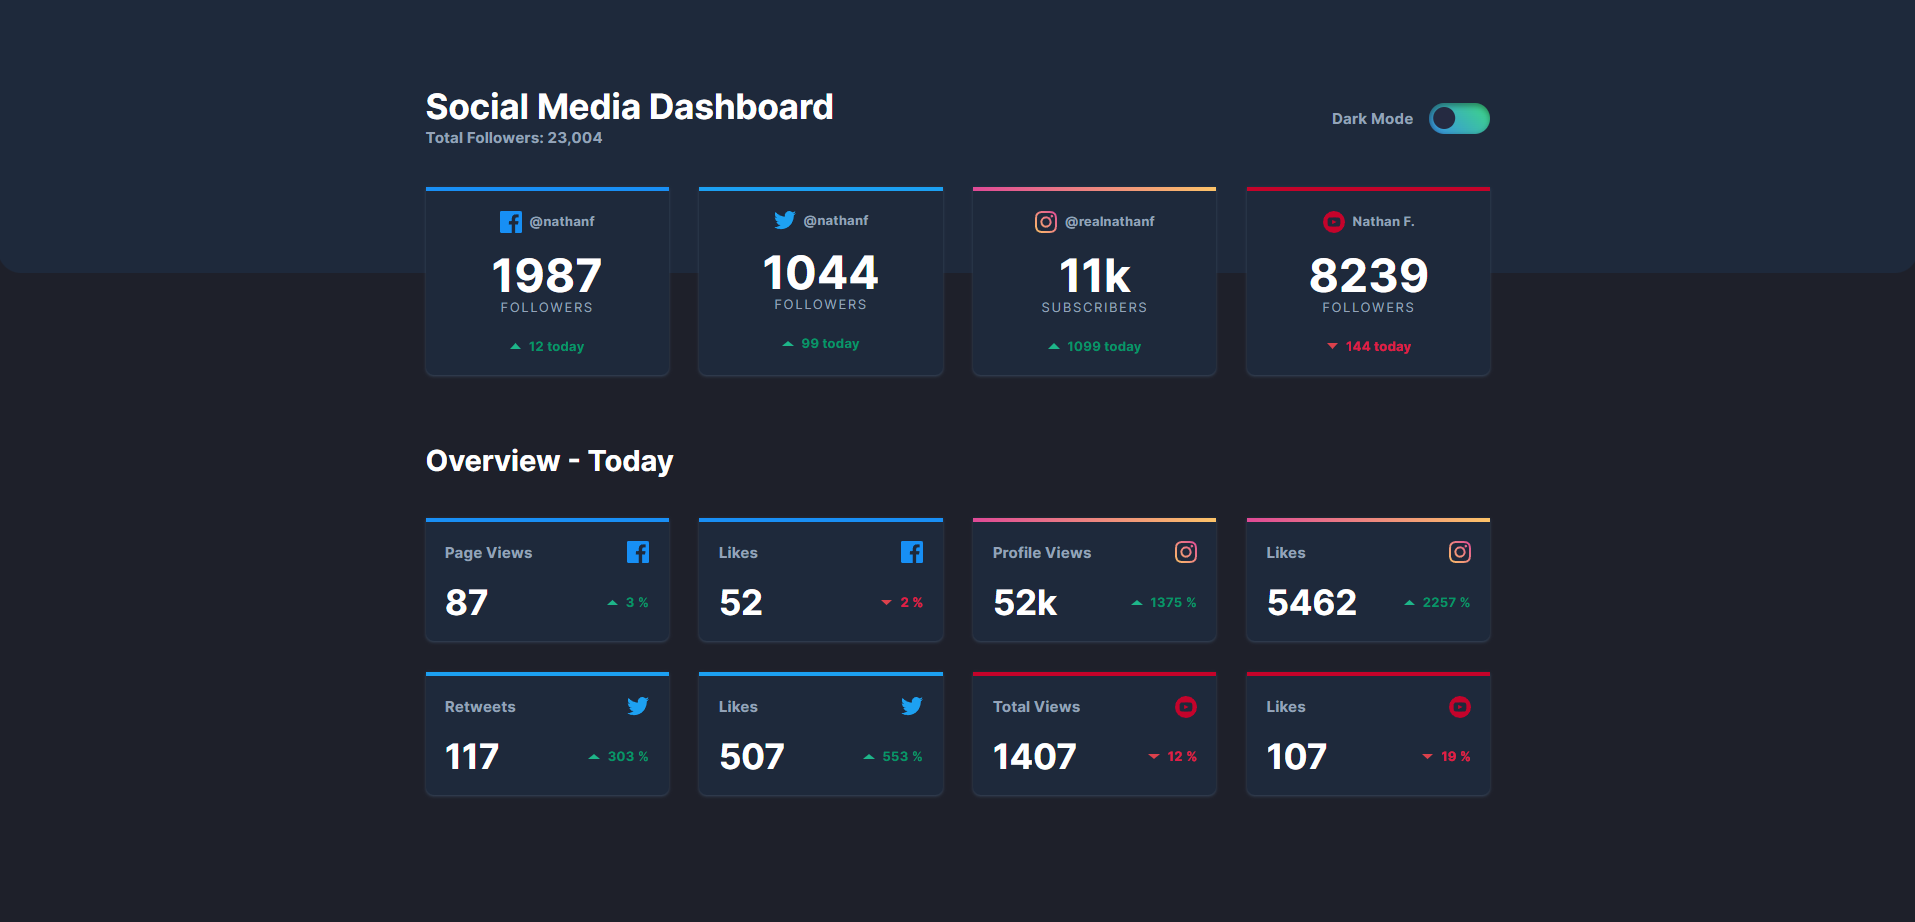 Social Media Dashboard
Total Followers: 23,004
Dark Mode
@nathanf
1987
FOLLOWERS
12 today
@nathanf
1044
FOLLOWERS
99 today
@realnathanf
11k
SUBSCRIBERS
1099 today
Nathan F.
8239
FOLLOWERS
144 today
Overview - Today
Page Views
87
3 %
Likes
52
2 %
Profile Views
52k
1375 %
Likes
5462
2257 %
Retweets
117
303 %
Likes
507
553 %
Total Views
1407
12 %
Likes
107
19 %